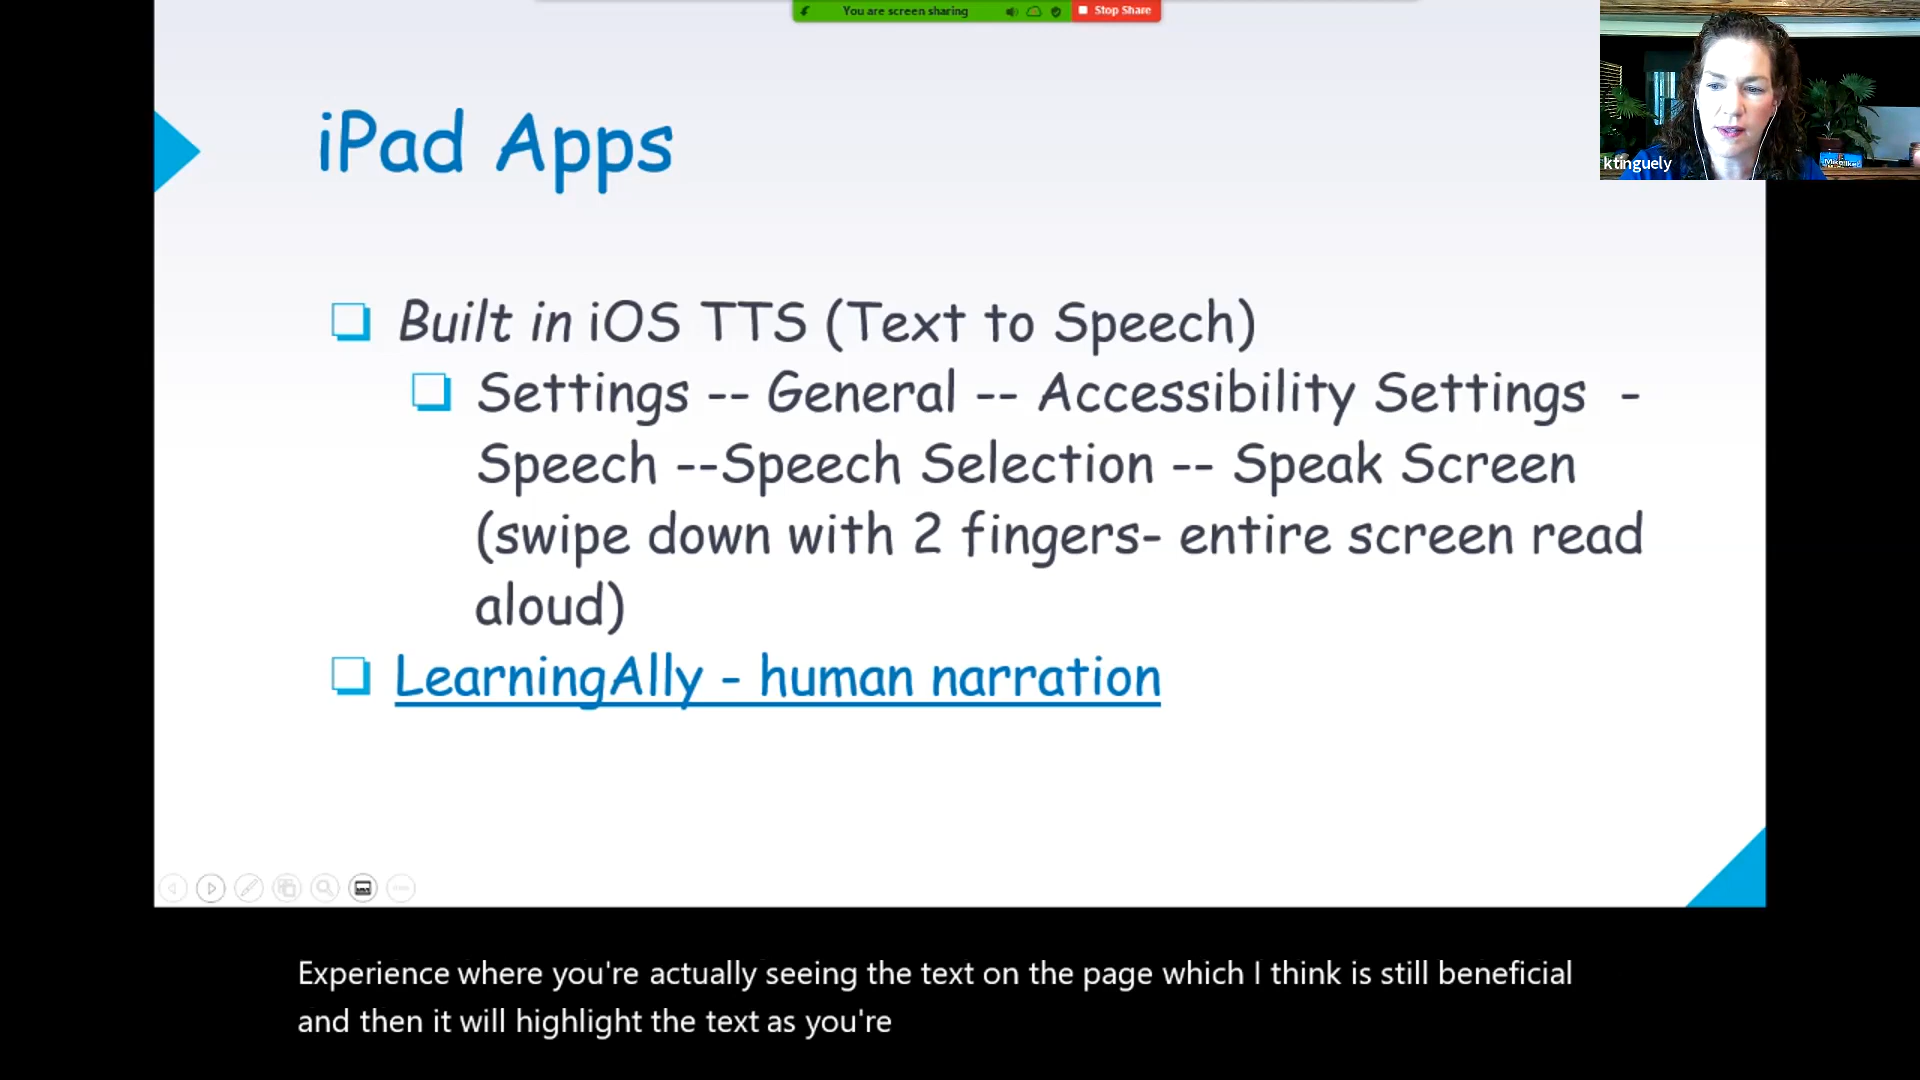 You are screen sharing
Stop Share
ktinguely
iPad Apps
Built in iOS TTS (Text to Speech)
Settings -- General -- Accessibility Settings -
Speech --Speech Selection -- Speak Screen
(swipe down with 2 fingers- entire screen read
aloud)
LearningAlly - human narration
Experience where you're actually seeing the text on the page which I think is still beneficial
and then it will highlight the text as you're